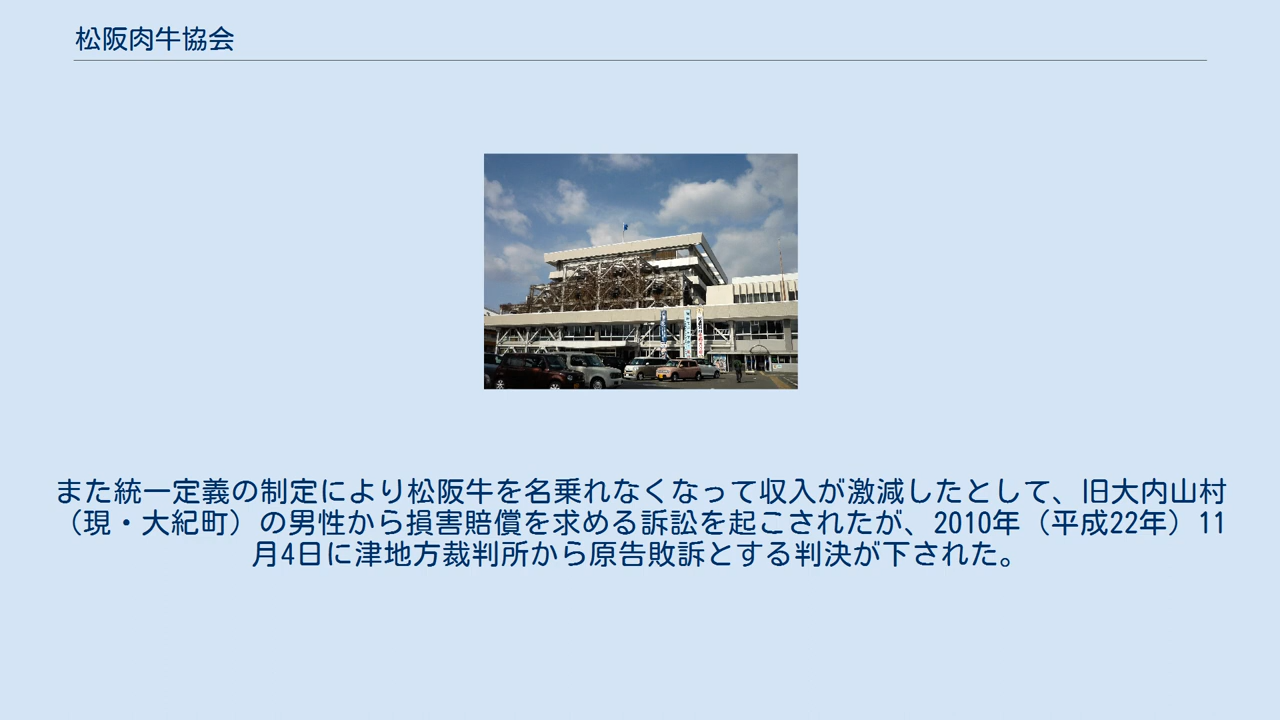 松阪肉牛協会
また統一定義の制定により松阪牛を名乗れなくなって収入が激減したとして、旧大内山村
（現・大紀町）の男性から損害賠償を求める訴訟を起こされたが、2010年（平成22年）11
月4日に津地方裁判所から原告敗訴とする判決が下された。